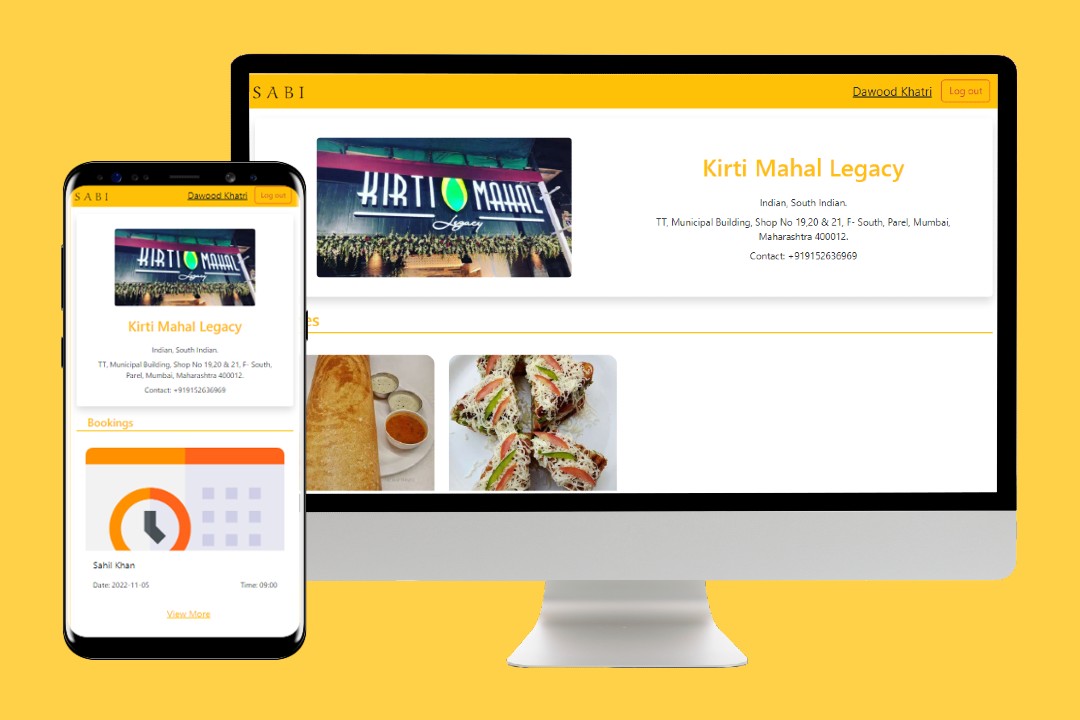 SABI
Dawood Khatri
Log out
KIRTI MAHAL
Legacy
Kirti Mahal Legacy
Indian, South Indian.
TT, Municipal Building, Shop No 19,20 & 21, F- South, Parel, Mumbai,
Maharashtra 400012.
Contact: +919152636969
es
SABI
Dawood Khatri
Log out
KIRTI MAHAL
Legacy
Kirti Mahal Legacy
Indian, South Indian.
TT, Municipal Building, Shop No 19,20 & 21, F- South,
Parel, Mumbai, Maharashtra 400012.
Contact: +919152636969
Bookings
Sahil Khan
Date: 2022-11-05
Time: 09:00
View More